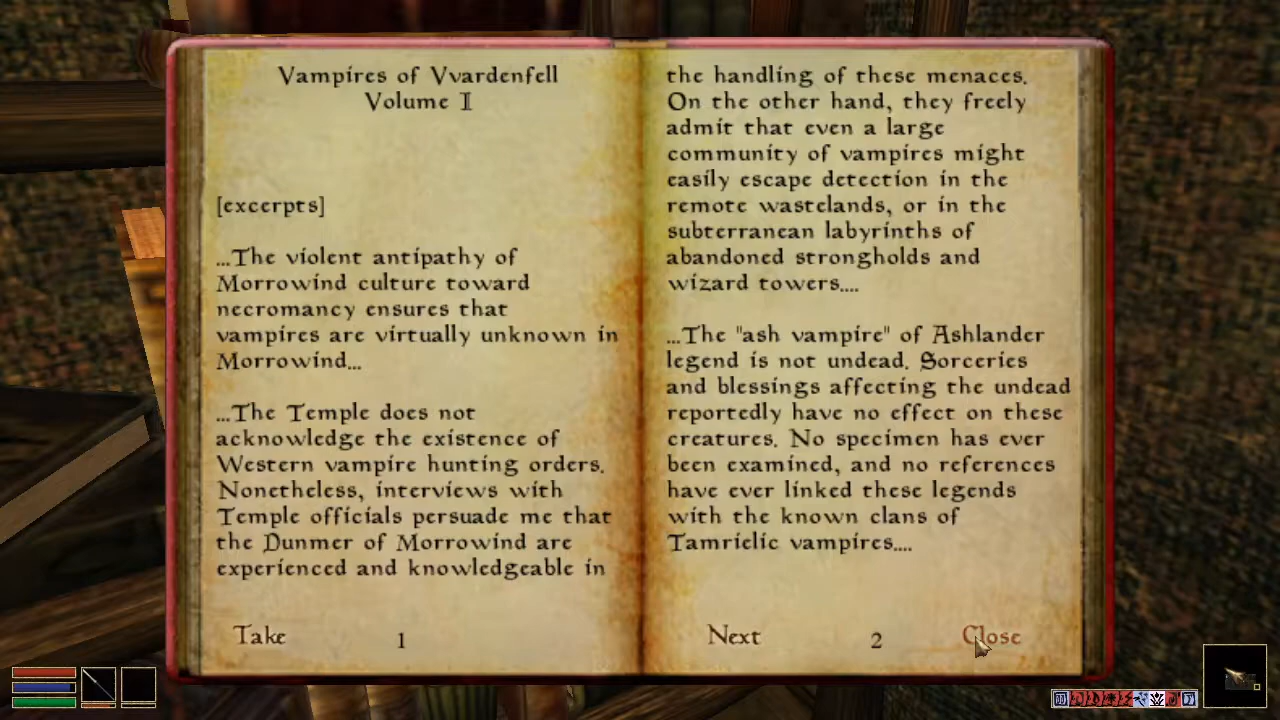 Vampires of Vvardenfell
Volume I
[excerpts]
...The violent antipathy of
Morrowind culture toward
necromancy ensures that
vampires are virtually unknown in
Morrowind...
...The Temple does not
acknowledge the existence of
Western vampire hunting orders.
Nonetheless, interviews with
Temple officials persuade me that
the Dunmer of Morrowind are
experienced and knowledgeable in
Take
1
the handling of these menaces.
On the other hand, they freely
admit that even a large
community of vampires might
easily escape detection in the
remote wastelands, or in the
subterranean labyrinths of
abandoned strongholds and
wizard towers....
...The "ash vampire" of Ashlander
legend is not undead. Sorceries
and blessings affecting the undead
reportedly have no effect on these
creatures. No specimen has ever
been examined, and no references
have ever linked these legends
with the known clans of
Tamrielic vampires....
Next
2
Close